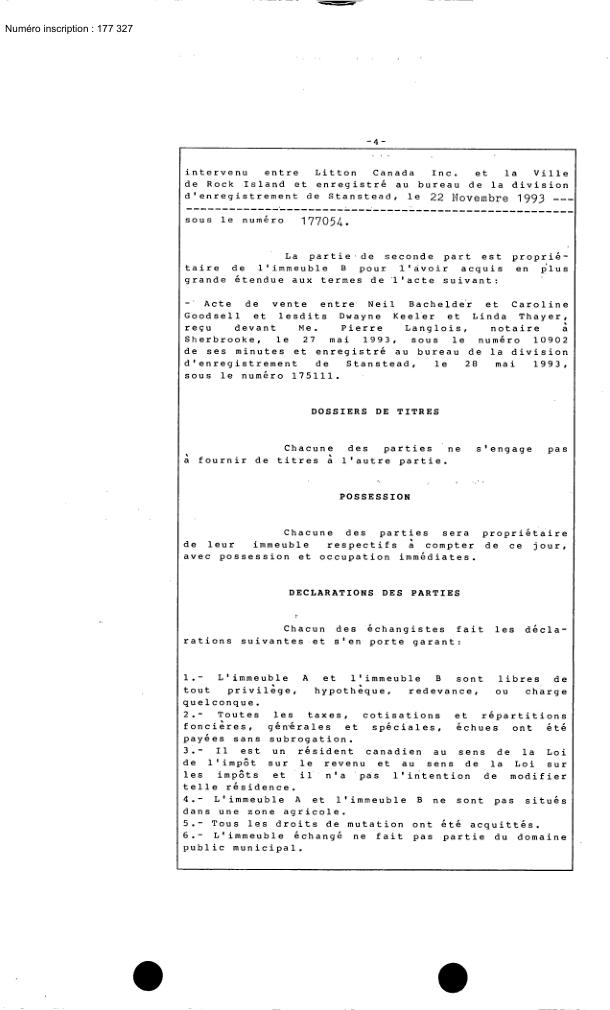 Numéro inscription : 177 327
-4-
intervenu entre Litton Canada Inc. et la Ville
de Rock Island et enregistré au bureau de la division
d'enregistrement de Stanstead, le 22 Novembre 1993 ---
------------------------------------------------------
sous le numéro 177054.
La partie de seconde part est proprié-
taire de l'immeuble B pour l'avoir acquis en plus
grande étendue aux termes de l'acte suivant:
- Acte de vente entre Neil Bachelder et Caroline
Goodsell et lesdits Dwayne Keeler et Linda Thayer,
reçu devant Me. Pierre Langlois, notaire à
Sherbrooke, le 27 mai 1993, sous le numéro 10902
de ses minutes et enregistré au bureau de la division
d'enregistrement de Stanstead, le 28 mai 1993,
sous le numéro 175111.
DOSSIERS DE TITRES
Chacune des parties ne s'engage pas
à fournir de titres à l'autre partie.
POSSESSION
Chacune des parties sera propriétaire
de leur immeuble respectifs à compter de ce jour,
avec possession et occupation immédiates.
DECLARATIONS DES PARTIES
Chacun des échangistes fait les décla-
rations suivantes et s'en porte garant:
1.- L'immeuble A et l'immeuble B sont libres de
tout privilège, hypothèque, redevance, ou charge
quelconque.
2.- Toutes les taxes, cotisations et répartitions
foncières, générales et spéciales, échues ont été
payées sans subrogation.
3.- Il est un résident canadien au sens de la Loi
de l'impôt sur le revenu et au sens de la Loi sur
les impôts et il n'a pas l'intention de modifier
telle résidence.
4.- L'immeuble A et l'immeuble B ne sont pas situés
dans une zone agricole.
5.- Tous les droits de mutation ont été acquittés.
6.- L'immeuble échangé ne fait pas partie du domaine
public municipal.